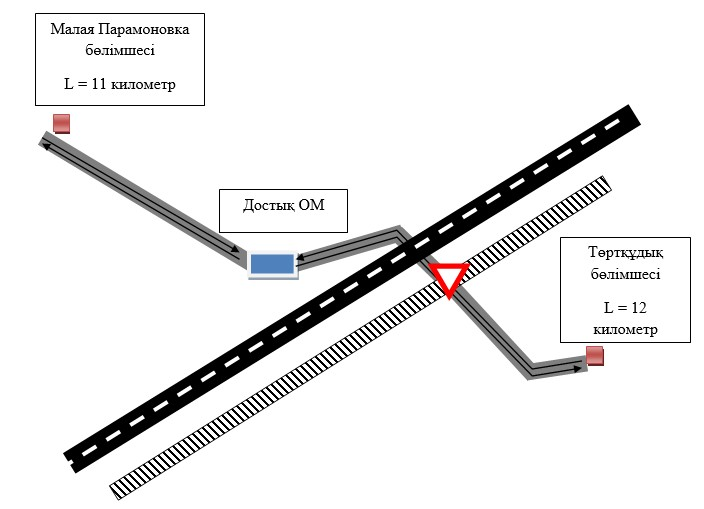 Малая Парамоновка
бөлімшесі
L = 11 километр
Достық ОМ
Төртқұдық
бөлімшесі
L = 12
километр